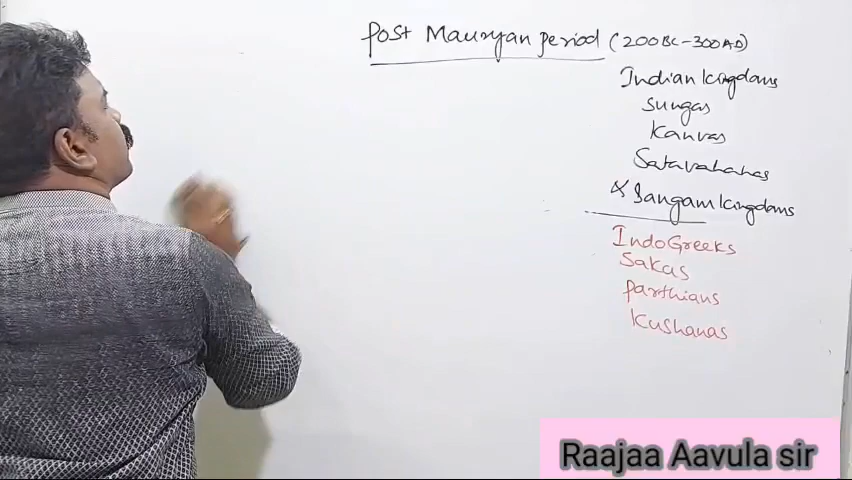 Post Mauryan period (200BC-300AD)
Indian kingdoms
Sungas
Kanvas
Satavahanas
& Sangam kingdoms
IndoGreeks
Sakas
Parthians
Kushanas
Raajaa Aavula sir